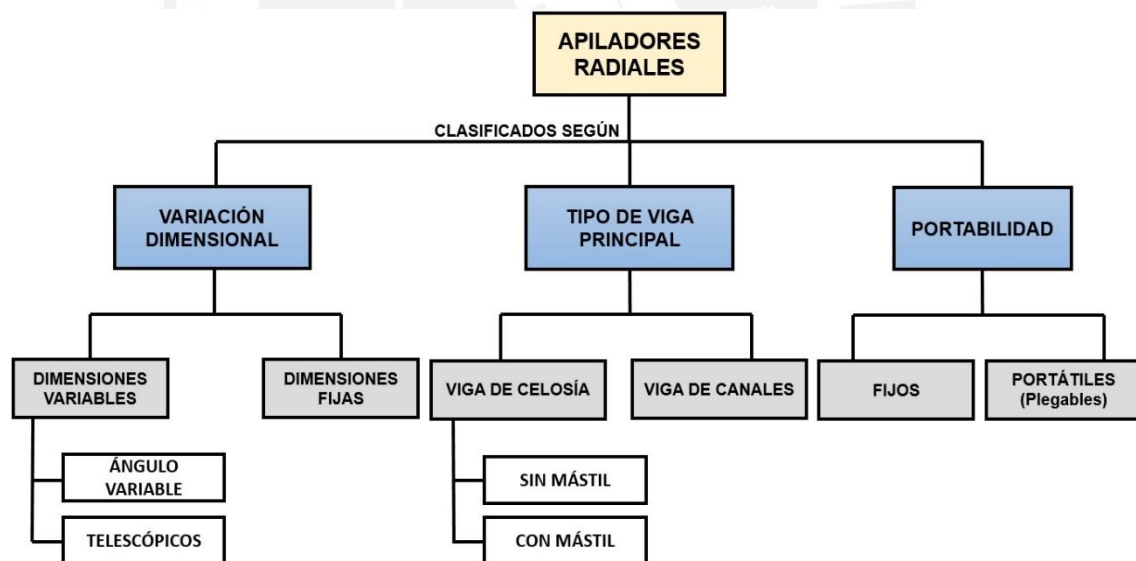 APILADORES
RADIALES
CLASIFICADOS SEGÚN
VARIACIÓN
DIMENSIONAL
TIPO DE VIGA
PRINCIPAL
PORTABILIDAD
DIMENSIONES
VARIABLES
DIMENSIONES
FIJAS
VIGA DE CELOSÍA
VIGA DE CANALES
FIJOS
PORTÁTILES
(Plegables)
ÁNGULO
VARIABLE
TELESCÓPICOS
SIN MÁSTIL
CON MÁSTIL